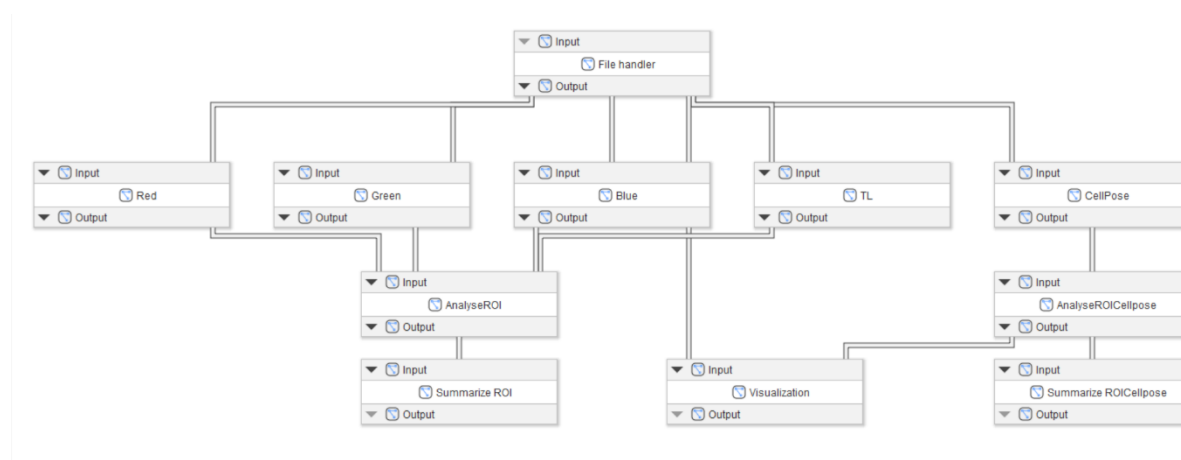 Input
File handler
Output
Input
Input
Input
Input
Input
Red
Green
Blue
TL
CellPose
Output
Output
Output
Output
Output
Input
Input
AnalyseROI
AnalyseROICellpose
Output
Output
Input
Input
Input
Summarize ROI
Visualization
Summarize ROICellpose
Output
Output
Output